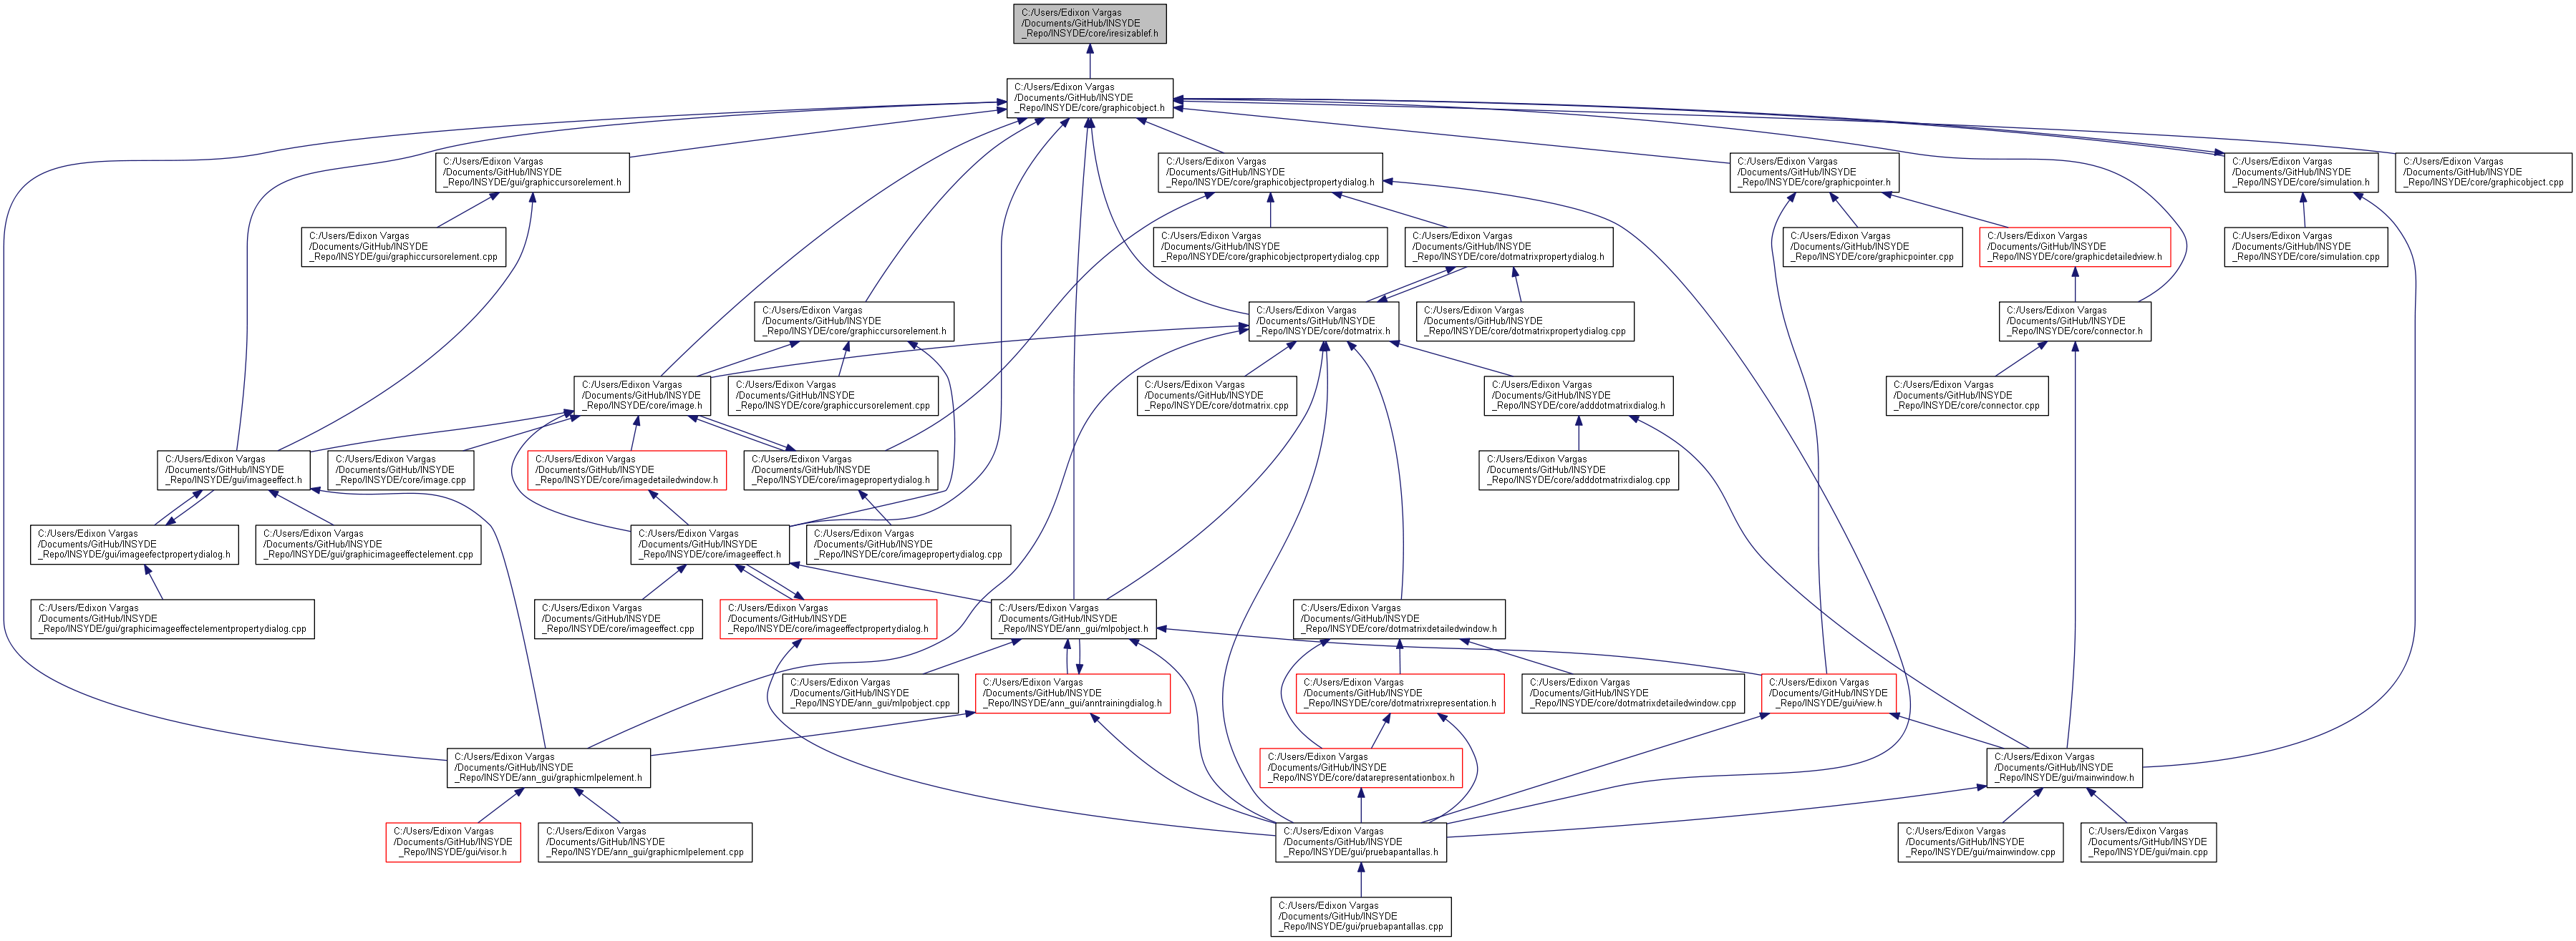 C:/Users/Edixon Vargas
/Documents/GitHub/INSYDE
_Repo/INSYDE/core/iresizablef.h
C:/Users/Edixon Vargas
/Documents/GitHub/INSYDE
_Repo/INSYDE/core/graphicobject.h
C:/Users/Edixon Vargas
/Documents/GitHub/INSYDE
_Repo/INSYDE/gui/graphiccursorelement.h
C:/Users/Edixon Vargas
/Documents/GitHub/INSYDE
_Repo/INSYDE/core/graphicobjectpropertydialog.h
C:/Users/Edixon Vargas
/Documents/GitHub/INSYDE
_Repo/INSYDE/core/graphicpointer.h
C:/Users/Edixon Vargas
/Documents/GitHub/INSYDE
_Repo/INSYDE/core/simulation.h
C:/Users/Edixon Vargas
/Documents/GitHub/INSYDE
_Repo/INSYDE/core/graphicobject.cpp
C:/Users/Edixon Vargas
/Documents/GitHub/INSYDE
_Repo/INSYDE/gui/graphiccursorelement.cpp
C:/Users/Edixon Vargas
/Documents/GitHub/INSYDE
_Repo/INSYDE/core/graphicobjectpropertydialog.cpp
C:/Users/Edixon Vargas
/Documents/GitHub/INSYDE
_Repo/INSYDE/core/dotmatrixpropertydialog.h
C:/Users/Edixon Vargas
/Documents/GitHub/INSYDE
_Repo/INSYDE/core/graphicpointer.cpp
C:/Users/Edixon Vargas
/Documents/GitHub/INSYDE
_Repo/INSYDE/core/graphicdetailedview.h
C:/Users/Edixon Vargas
/Documents/GitHub/INSYDE
_Repo/INSYDE/core/simulation.cpp
C:/Users/Edixon Vargas
/Documents/GitHub/INSYDE
_Repo/INSYDE/core/graphiccursorelement.h
C:/Users/Edixon Vargas
/Documents/GitHub/INSYDE
_Repo/INSYDE/core/dotmatrix.h
C:/Users/Edixon Vargas
/Documents/GitHub/INSYDE
_Repo/INSYDE/core/dotmatrixpropertydialog.cpp
C:/Users/Edixon Vargas
/Documents/GitHub/INSYDE
_Repo/INSYDE/core/connector.h
C:/Users/Edixon Vargas
/Documents/GitHub/INSYDE
_Repo/INSYDE/core/image.h
C:/Users/Edixon Vargas
/Documents/GitHub/INSYDE
_Repo/INSYDE/core/graphiccursorelement.cpp
C:/Users/Edixon Vargas
/Documents/GitHub/INSYDE
_Repo/INSYDE/core/dotmatrix.cpp
C:/Users/Edixon Vargas
/Documents/GitHub/INSYDE
_Repo/INSYDE/core/adddotmatrixdialog.h
C:/Users/Edixon Vargas
/Documents/GitHub/INSYDE
_Repo/INSYDE/core/connector.cpp
C:/Users/Edixon Vargas
/Documents/GitHub/INSYDE
_Repo/INSYDE/gui/imageeffect.h
C:/Users/Edixon Vargas
/Documents/GitHub/INSYDE
_Repo/INSYDE/core/image.cpp
C:/Users/Edixon Vargas
/Documents/GitHub/INSYDE
_Repo/INSYDE/core/imagedetailedwindow.h
C:/Users/Edixon Vargas
/Documents/GitHub/INSYDE
_Repo/INSYDE/core/imagepropertydialog.h
C:/Users/Edixon Vargas
/Documents/GitHub/INSYDE
_Repo/INSYDE/core/adddotmatrixdialog.cpp
C:/Users/Edixon Vargas
/Documents/GitHub/INSYDE
_Repo/INSYDE/gui/imageefectpropertydialog.h
C:/Users/Edixon Vargas
/Documents/GitHub/INSYDE
_Repo/INSYDE/gui/graphicimageeffectelement.cpp
C:/Users/Edixon Vargas
/Documents/GitHub/INSYDE
_Repo/INSYDE/core/imageeffect.h
C:/Users/Edixon Vargas
/Documents/GitHub/INSYDE
_Repo/INSYDE/core/imagepropertydialog.cpp
C:/Users/Edixon Vargas
/Documents/GitHub/INSYDE
_Repo/INSYDE/gui/graphicimageeffectelementpropertydialog.cpp
C:/Users/Edixon Vargas
/Documents/GitHub/INSYDE
_Repo/INSYDE/core/imageeffect.cpp
C:/Users/Edixon Vargas
/Documents/GitHub/INSYDE
_Repo/INSYDE/core/imageeffectpropertydialog.h
C:/Users/Edixon Vargas
/Documents/GitHub/INSYDE
_Repo/INSYDE/ann_gui/mlpobject.h
C:/Users/Edixon Vargas
/Documents/GitHub/INSYDE
_Repo/INSYDE/core/dotmatrixdetailedwindow.h
C:/Users/Edixon Vargas
/Documents/GitHub/INSYDE
_Repo/INSYDE/ann_gui/mlpobject.cpp
C:/Users/Edixon Vargas
/Documents/GitHub/INSYDE
_Repo/INSYDE/ann_gui/anntrainingdialog.h
C:/Users/Edixon Vargas
/Documents/GitHub/INSYDE
_Repo/INSYDE/core/dotmatrixrepresentation.h
C:/Users/Edixon Vargas
/Documents/GitHub/INSYDE
_Repo/INSYDE/core/dotmatrixdetailedwindow.cpp
C:/Users/Edixon Vargas
/Documents/GitHub/INSYDE
_Repo/INSYDE/gui/view.h
C:/Users/Edixon Vargas
/Documents/GitHub/INSYDE
_Repo/INSYDE/ann_gui/graphicmlpelement.h
C:/Users/Edixon Vargas
/Documents/GitHub/INSYDE
_Repo/INSYDE/core/datarepresentationbox.h
C:/Users/Edixon Vargas
/Documents/GitHub/INSYDE
_Repo/INSYDE/gui/mainwindow.h
C:/Users/Edixon Vargas
/Documents/GitHub/INSYDE
_Repo/INSYDE/gui/visor.h
C:/Users/Edixon Vargas
/Documents/GitHub/INSYDE
_Repo/INSYDE/ann_gui/graphicmlpelement.cpp
C:/Users/Edixon Vargas
/Documents/GitHub/INSYDE
_Repo/INSYDE/gui/pruebapantallas.h
C:/Users/Edixon Vargas
/Documents/GitHub/INSYDE
_Repo/INSYDE/gui/mainwindow.cpp
C:/Users/Edixon Vargas
/Documents/GitHub/INSYDE
_Repo/INSYDE/gui/main.cpp
C:/Users/Edixon Vargas
/Documents/GitHub/INSYDE
_Repo/INSYDE/gui/pruebapantallas.cpp